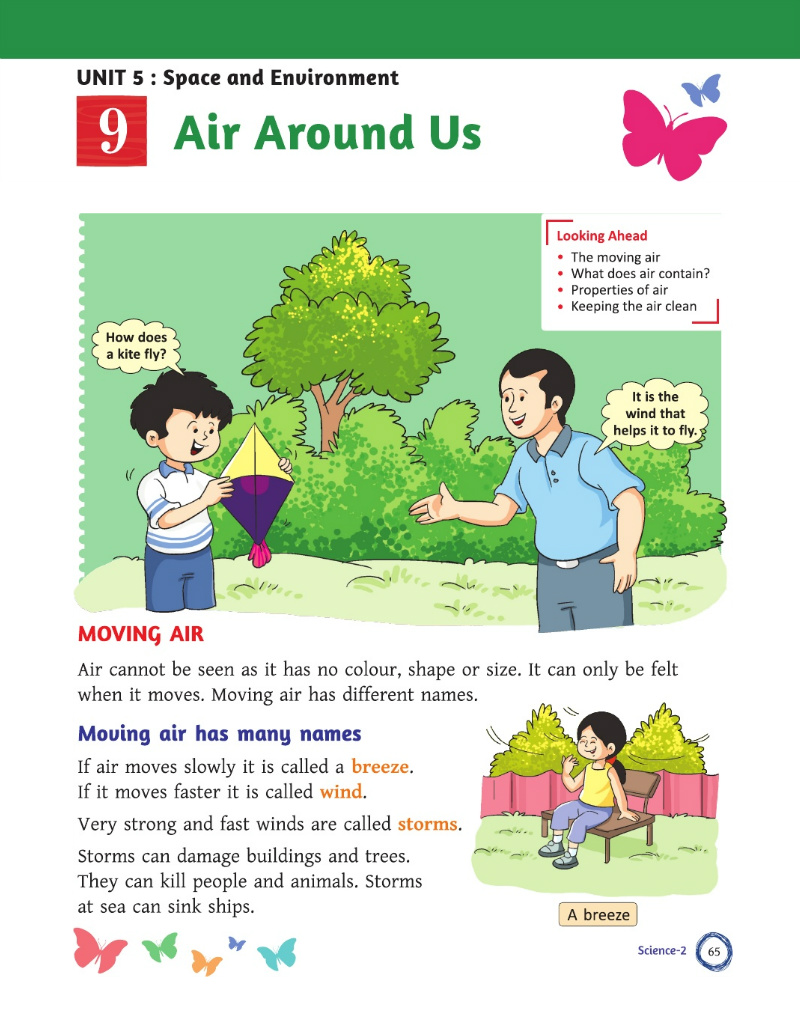 UNIT 5 : Space and Environment
9
Air Around Us
Looking Ahead
• The moving air
• What does air contain?
• Properties of air
• Keeping the air clean
How does
a kite fly?
It is the
wind that
helps it to fly.
MOVING AIR
Air cannot be seen as it has no colour, shape or size. It can only be felt
when it moves. Moving air has different names.
Moving air has many names
If air moves slowly it is called a breeze.
If it moves faster it is called wind.
Very strong and fast winds are called storms.
Storms can damage buildings and trees.
They can kill people and animals. Storms
at sea can sink ships.
A breeze
Science-2
65